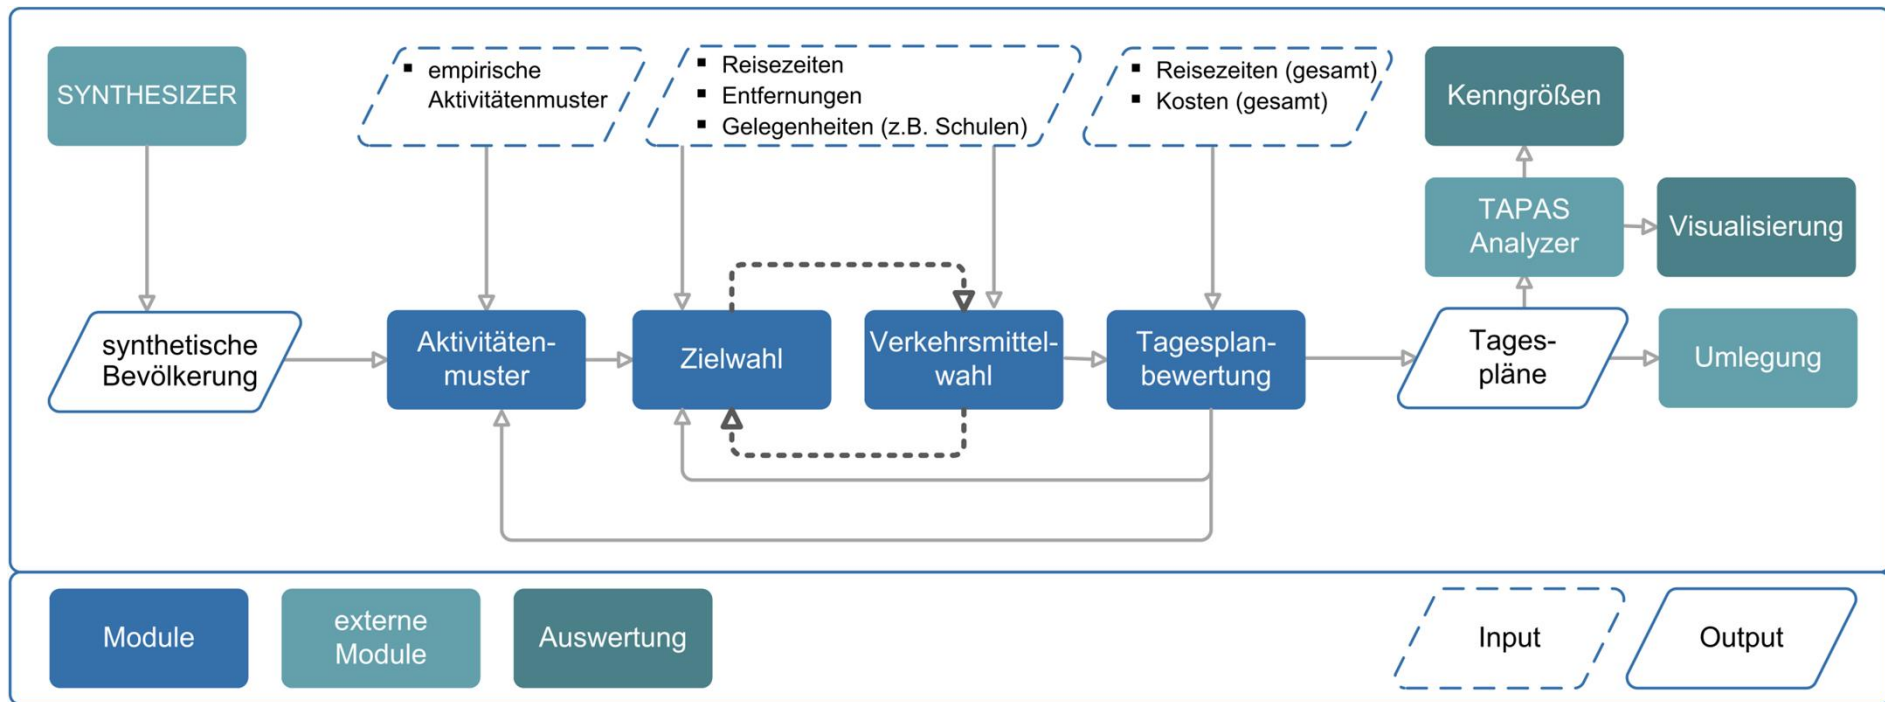 SYNTHESIZER
▪ empirische
Aktivitätenmuster
▪ Reisezeiten
▪ Entfernungen
▪ Gelegenheiten (z.B. Schulen)
▪ Reisezeiten (gesamt)
▪ Kosten (gesamt)
Kenngrößen
TAPAS
Analyzer
Visualisierung
synthetische
Bevölkerung
Aktivitäten-
muster
Zielwahl
Verkehrsmittel-
wahl
Tagesplan-
bewertung
Tages-
pläne
Umlegung
Module
externe
Module
Auswertung
Input
Output